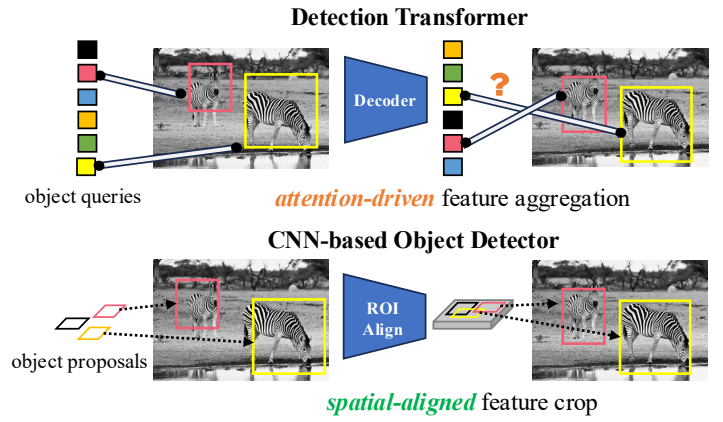 Detection Transformer
?
Decoder
object queries
attention-driven feature aggregation
CNN-based Object Detector
ROI
Align
object proposals
spatial-aligned feature crop